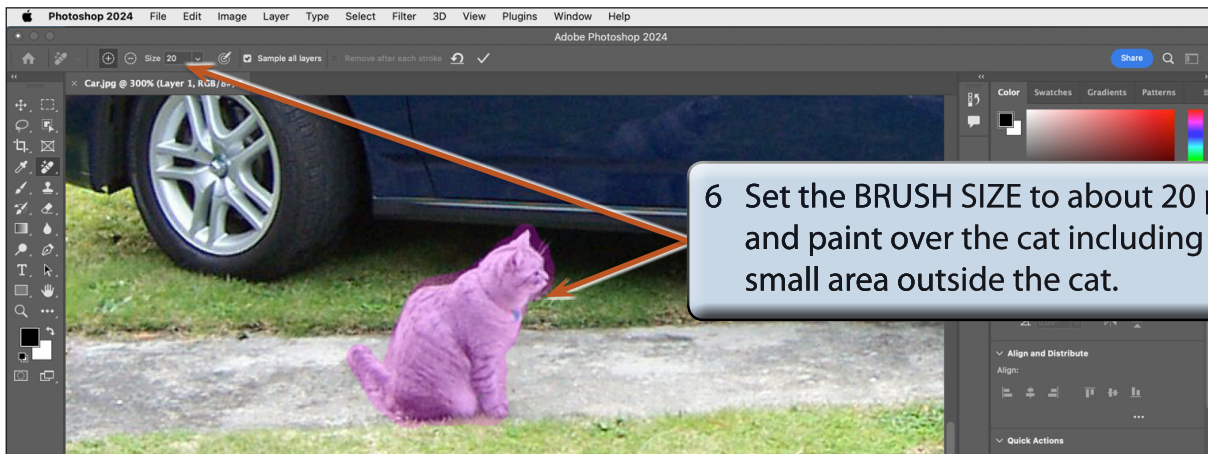 Photoshop 2024 File Edit Image Layer Type Select Filter 3D View Plugins Window Help
Adobe Photoshop 2024
Size 20 Sample all layers Remove after each stroke Share
× Car.jpg @ 300% (Layer 1, RGB/8#)
Color Swatches Gradients Patterns
6 Set the BRUSH SIZE to about 20 p
and paint over the cat including
small area outside the cat.
0.00°
Align and Distribute
Align:
Quick Actions